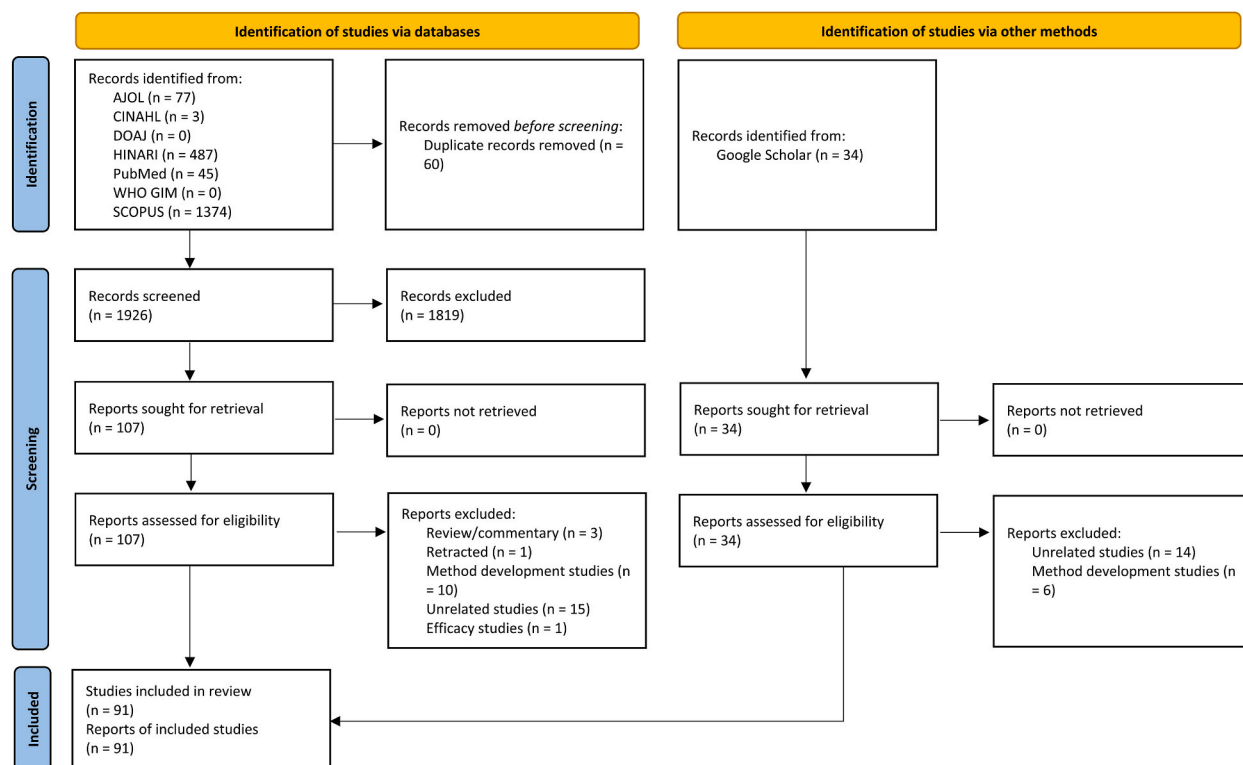 Identification of studies via databases
Identification of studies via other methods
Identification
Records identified from:
AJOL (n = 77)
CINAHL (n = 3)
DOAJ (n = 0)
HINARI (n = 487)
PubMed (n = 45)
WHO GIM (n = 0)
SCOPUS (n = 1374)
Records removed before screening:
Duplicate records removed (n =
60)
Records identified from:
Google Scholar (n = 34)
Screening
Records screened
(n = 1926)
Records excluded
(n = 1819)
Reports sought for retrieval
(n = 107)
Reports not retrieved
(n = 0)
Reports sought for retrieval
(n = 34)
Reports not retrieved
(n = 0)
Reports assessed for eligibility
(n = 107)
Reports excluded:
Review/commentary (n = 3)
Retracted (n = 1)
Method development studies (n
= 10)
Unrelated studies (n = 15)
Efficacy studies (n = 1)
Reports assessed for eligibility
(n = 34)
Reports excluded:
Unrelated studies (n = 14)
Method development studies (n
= 6)
Included
Studies included in review
(n = 91)
Reports of included studies
(n = 91)